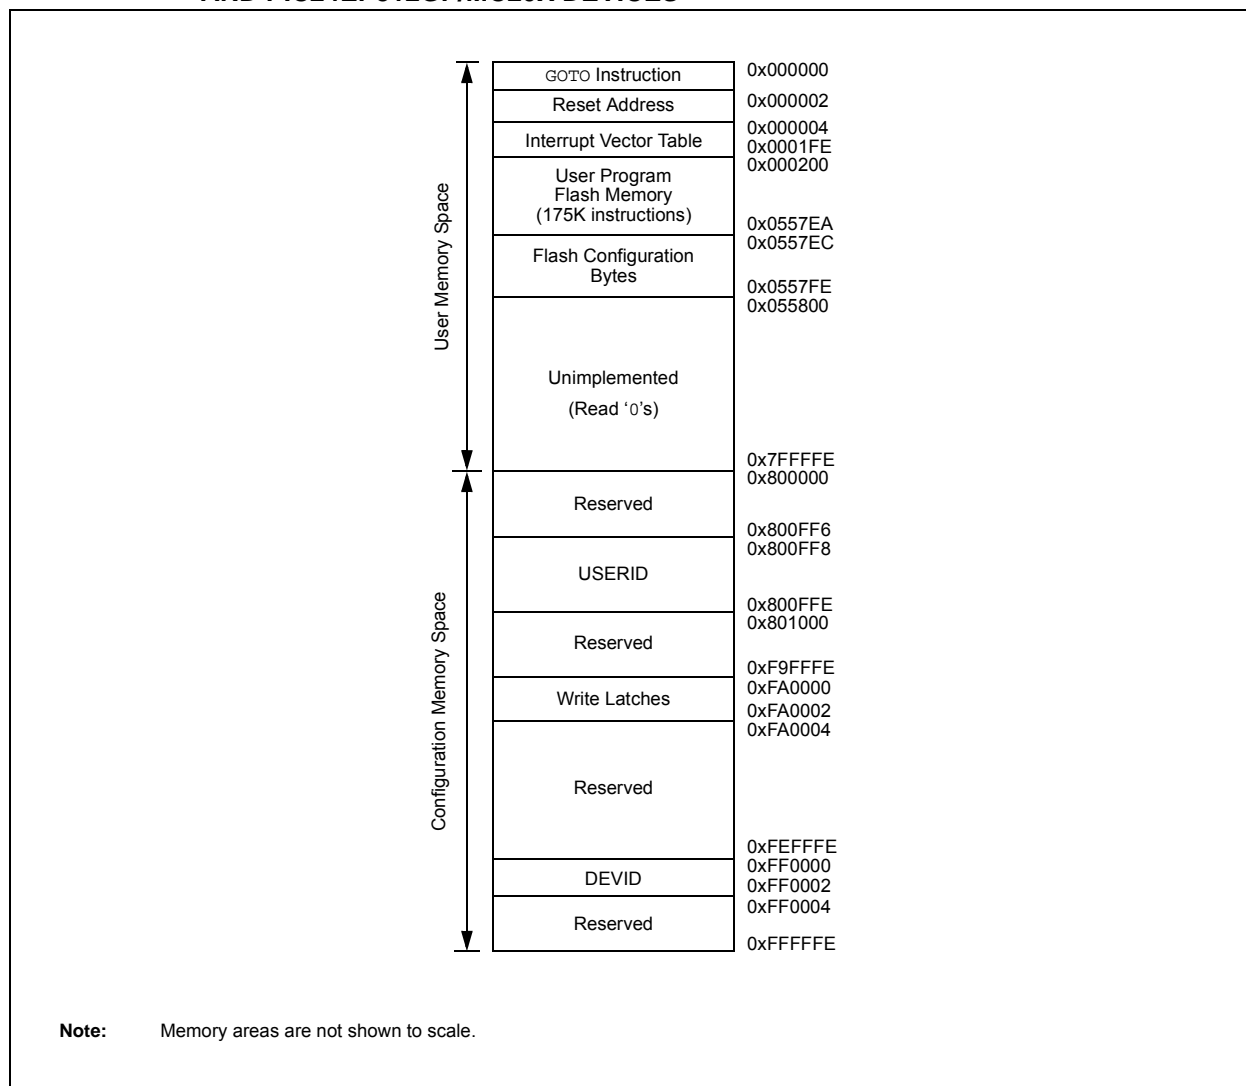 GOTO Instruction 0x000000
Reset Address 0x000002
0x000004
Interrupt Vector Table 0x0001FE
0x000200
User Program
Flash Memory
(175K instructions)
0x0557EA
0x0557EC
Flash Configuration
Bytes
0x0557FE
0x055800
User Memory Space
Unimplemented
(Read ‘0’s)
0x7FFFFE
0x800000
Reserved
0x800FF6
0x800FF8
USERID
0x800FFE
0x801000
Reserved
0xF9FFFE
0xFA0000
Write Latches
0xFA0002
0xFA0004
Configuration Memory Space
Reserved
0xFEFFFE
0xFF0000
DEVID
0xFF0002
0xFF0004
Reserved
0xFFFFFE
Note: Memory areas are not shown to scale.